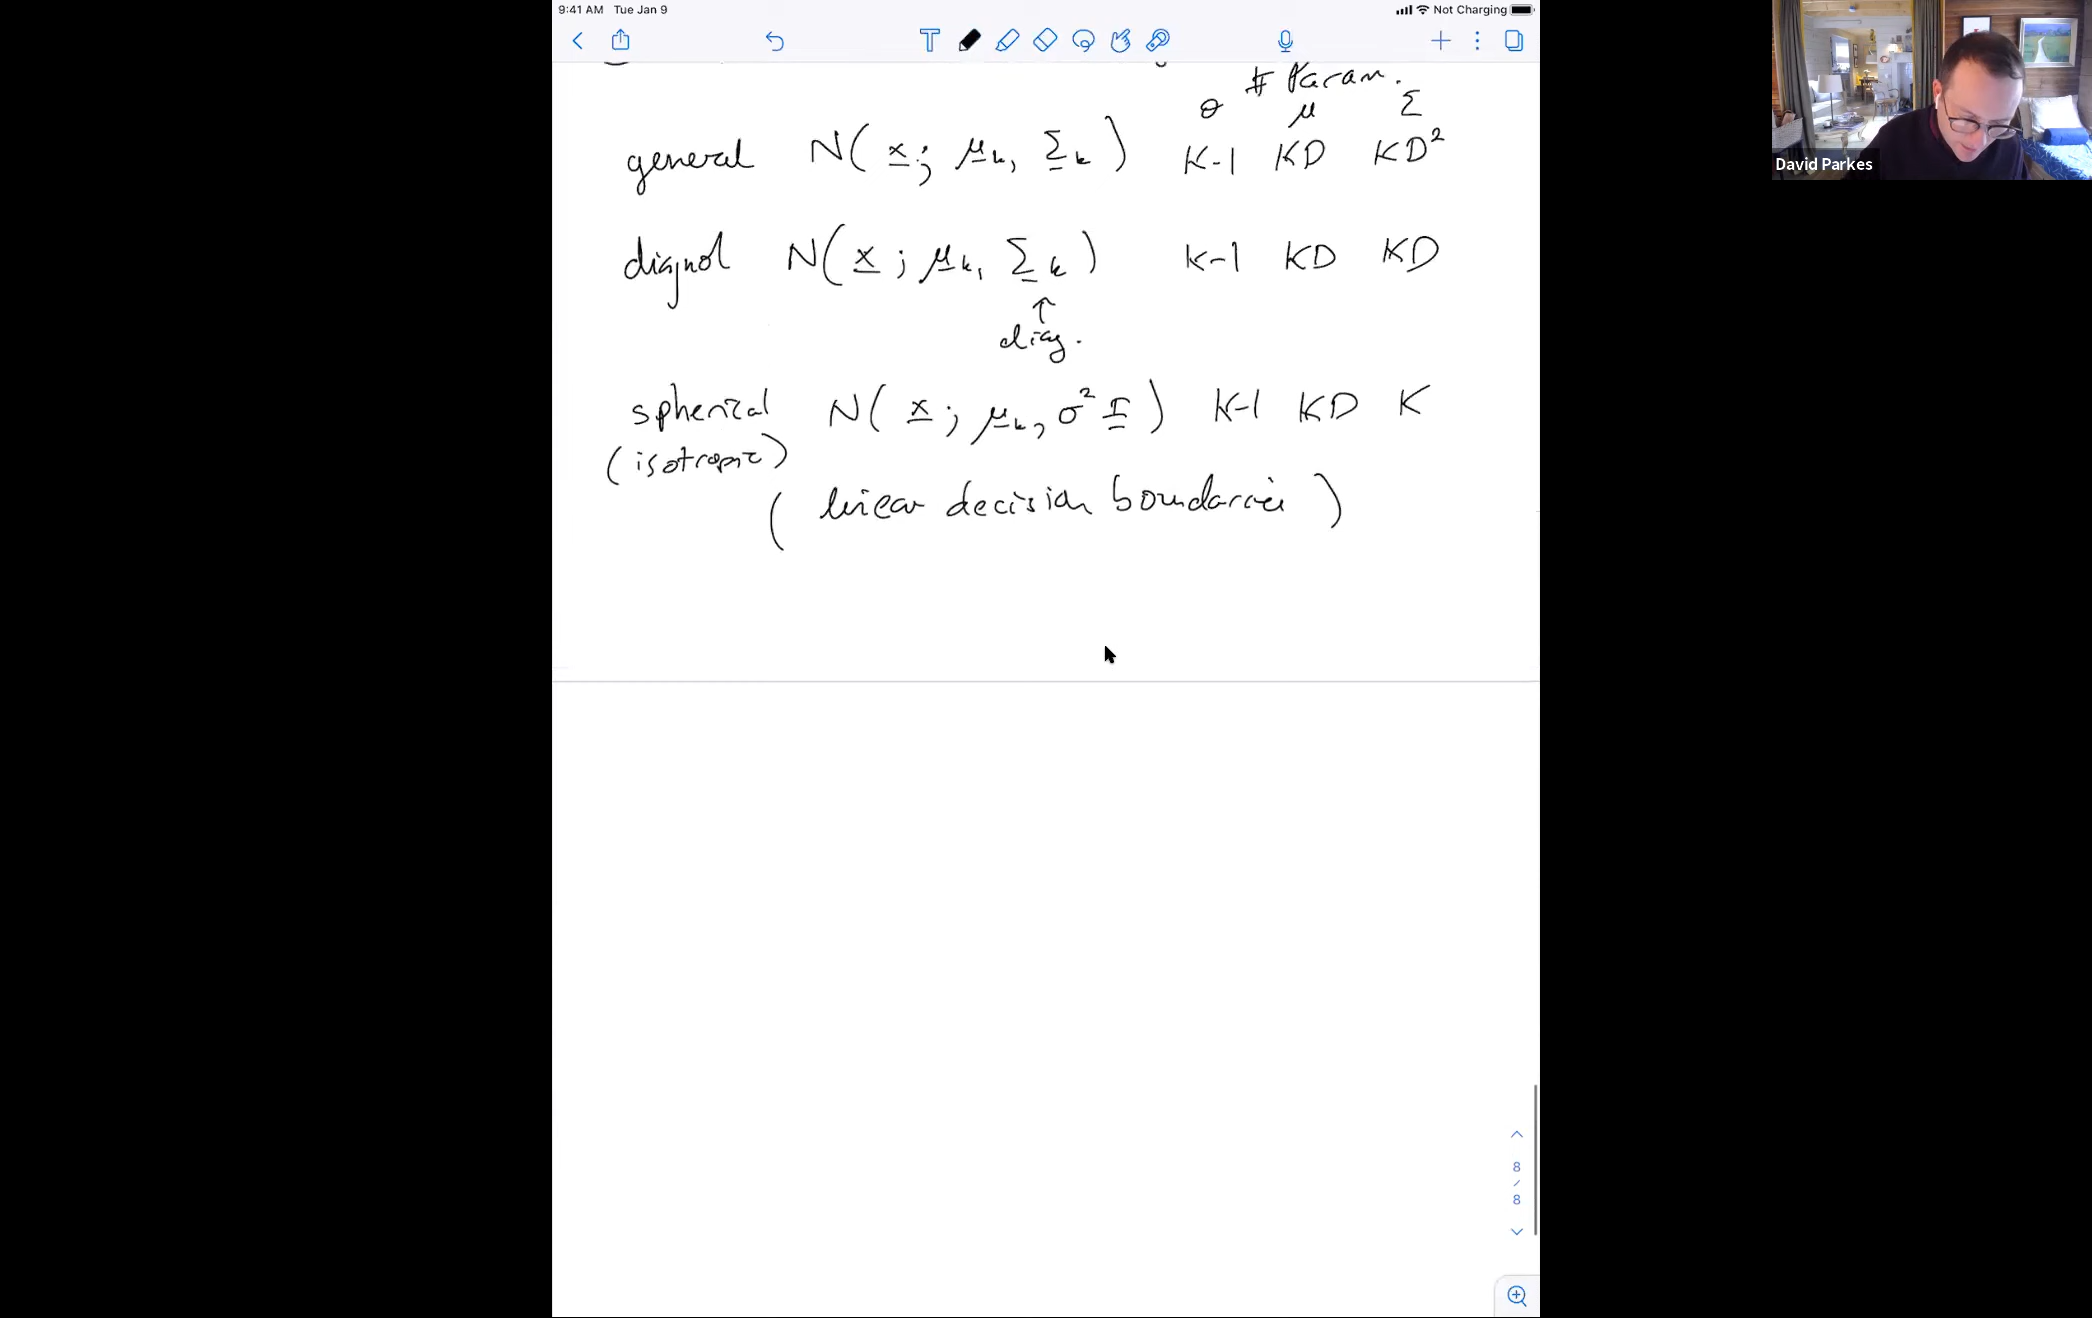 9:41 AM Tue Jan 9
Not Charging
# Param.
θ μ Σ
general N( x; μk, Σk ) K-1 KD KD²
diagnol N( x ; μk, Σk ) K-1 KD KD
↑
diag.
spherical N( x ; μk, σ² I ) K-1 KD K
(isotropic)
( linear decision boundaries )
8
/
8
David Parkes